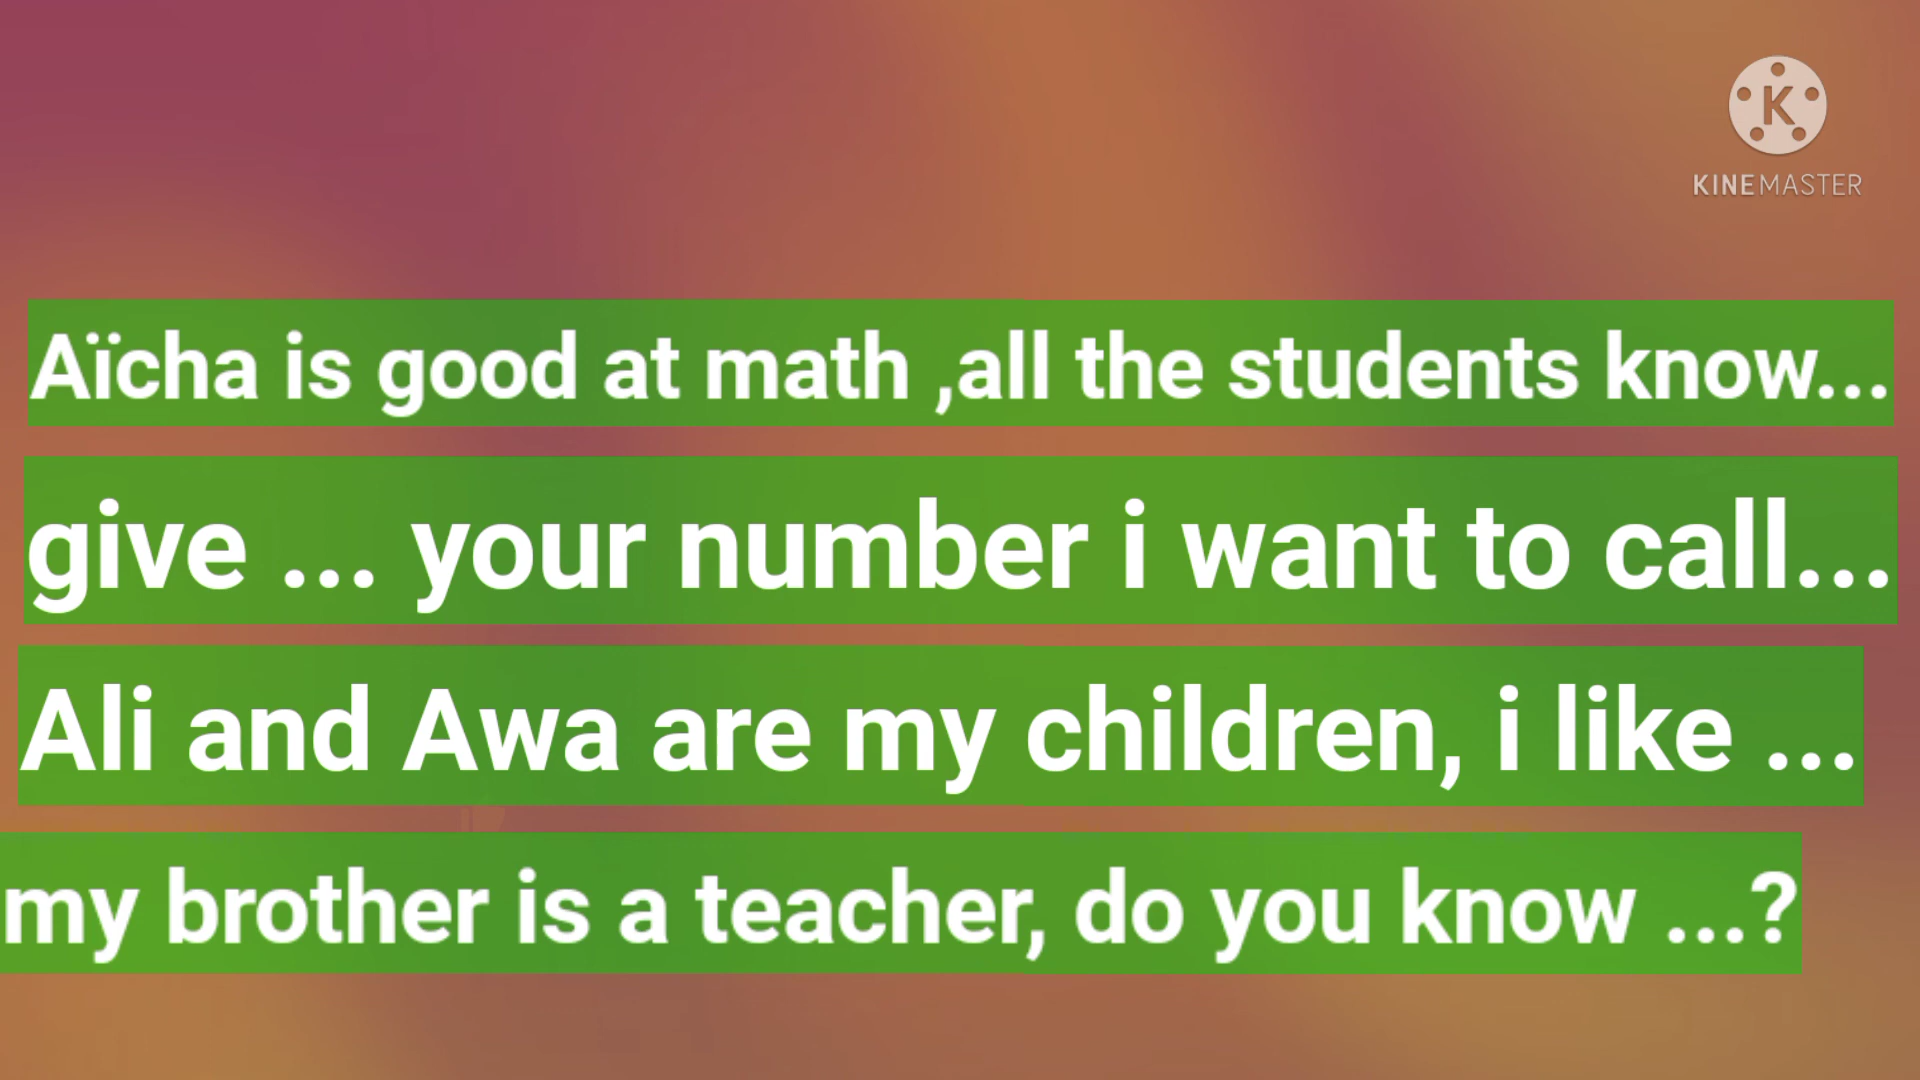 K
KINEMASTER
Aïcha is good at math ,all the students know...
give ... your number i want to call...
Ali and Awa are my children, i like ...
my brother is a teacher, do you know ...?